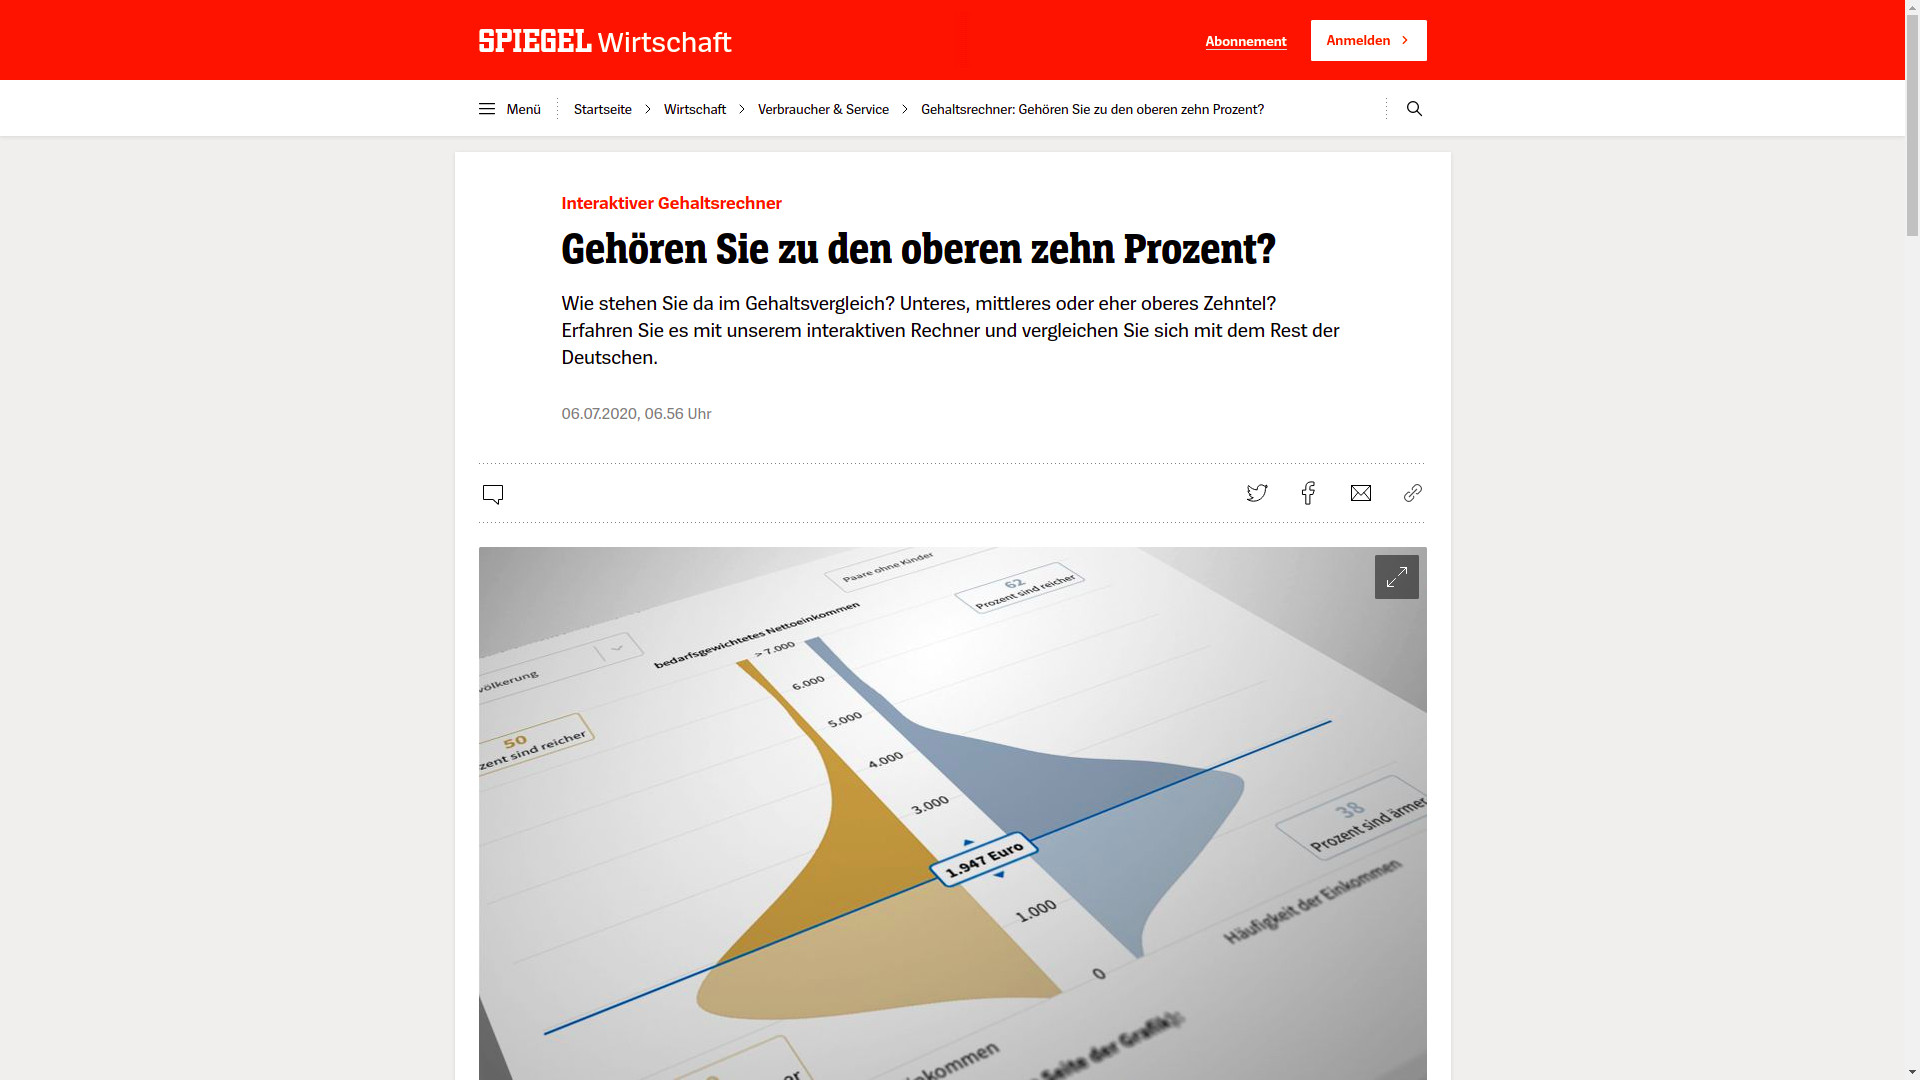 SPIEGEL Wirtschaft
Abonnement
Anmelden
Menü
Startseite
Wirtschaft
Verbraucher & Service
Gehaltsrechner: Gehören Sie zu den oberen zehn Prozent?
Interaktiver Gehaltsrechner
Gehören Sie zu den oberen zehn Prozent?
Wie stehen Sie da im Gehaltsvergleich? Unteres, mittleres oder eher oberes Zehntel?
Erfahren Sie es mit unserem interaktiven Rechner und vergleichen Sie sich mit dem Rest der
Deutschen.
06.07.2020, 06.56 Uhr
Paare ohne Kinder
62
Prozent sind reicher
bedarfsgewichtetes Nettoeinkommen
> 7.000
völkerung
6.000
5.000
50
zent sind reicher
4.000
3.000
38
Prozent sind ärmer
1.947 Euro
1.000
Häufigkeit der Einkommen
0
nkommen
Seite der Grafik):